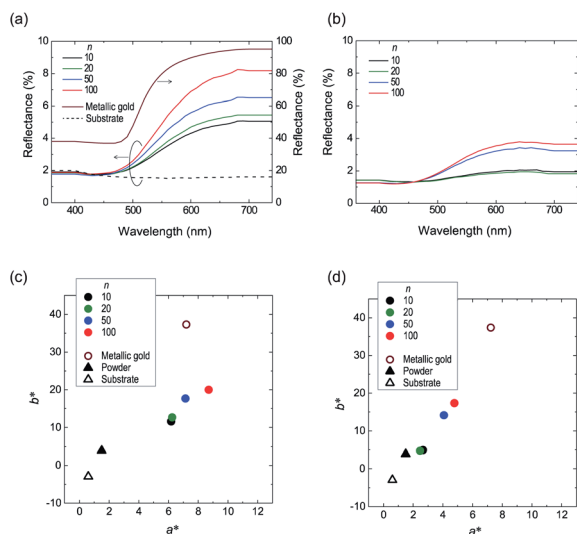 (a)
n
10
20
50
100
Metallic gold
Substrate
Reflectance (%)
10
8
6
4
2
0
100
80
60
40
20
0
Reflectance (%)
400
500
600
700
Wavelength (nm)
(b)
n
10
20
50
100
Reflectance (%)
10
8
6
4
2
0
400
500
600
700
Wavelength (nm)
(c)
n
10
20
50
100
Metallic gold
Powder
Substrate
b*
40
30
20
10
0
-10
0
2
4
6
8
10
12
a*
(d)
n
10
20
50
100
Metallic gold
Powder
Substrate
b*
40
30
20
10
0
-10
0
2
4
6
8
10
12
a*